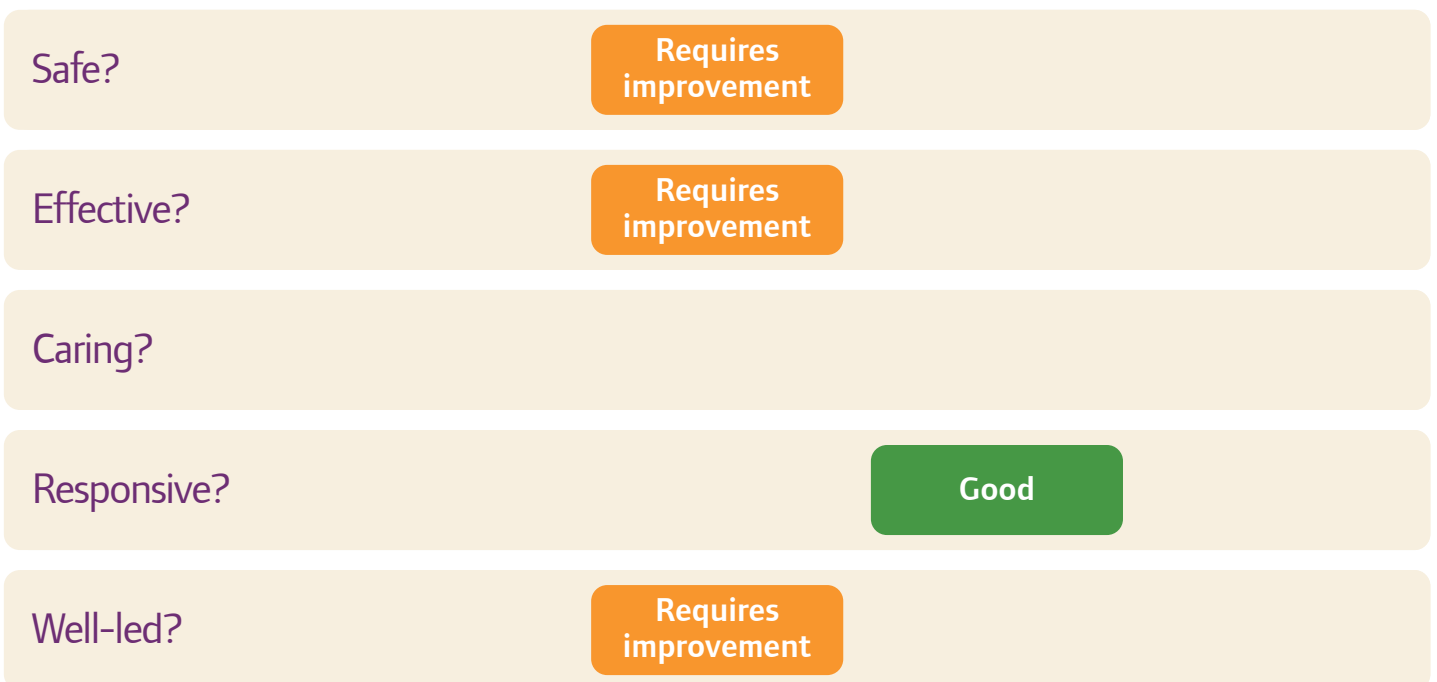 Safe?
Requires
improvement
Effective?
Requires
improvement
Caring?
Responsive?
Good
Well-led?
Requires
improvement